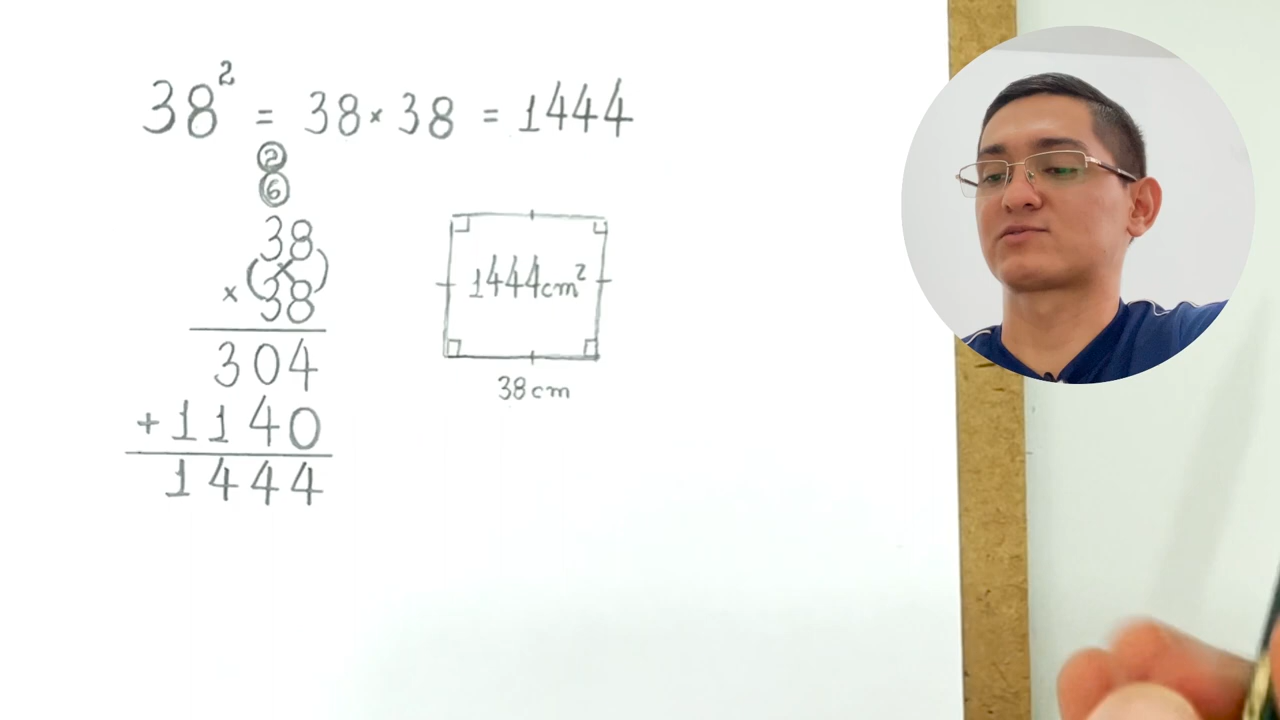 38² = 38 × 38 = 1444
2
6
38
× 38
304
+1140
1444
1444cm²
38cm